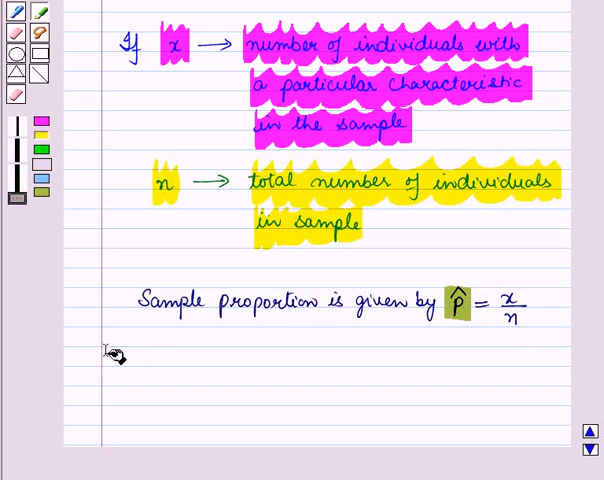 If x → number of individuals with
a particular characteristic
in the sample
n → total number of individuals
in sample
Sample proportion is given by p̂ = x/n